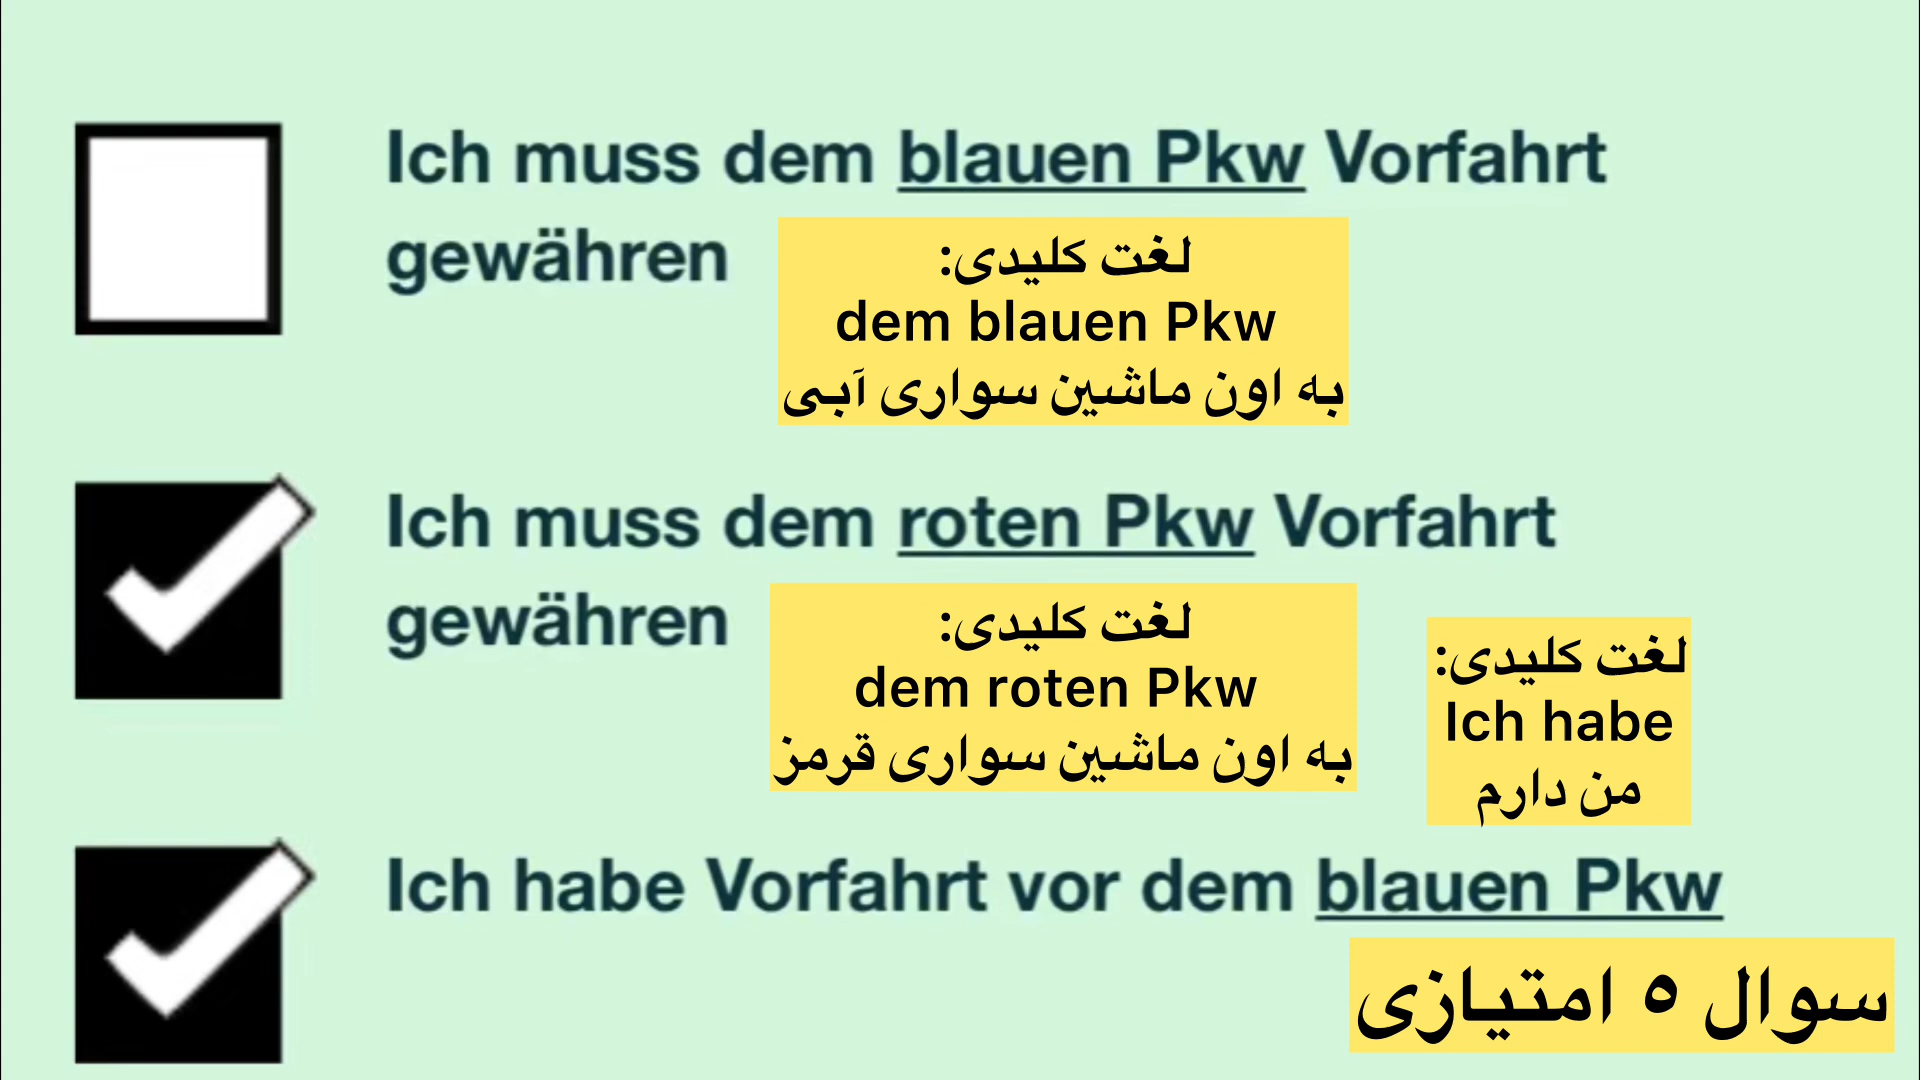 Ich muss dem blauen Pkw Vorfahrt
gewähren
لغت کلیدی:
dem blauen Pkw
به اون ماشین سواری آبی
Ich muss dem roten Pkw Vorfahrt
gewähren
لغت کلیدی:
dem roten Pkw
به اون ماشین سواری قرمز
لغت کلیدی:
Ich habe
من دارم
Ich habe Vorfahrt vor dem blauen Pkw
سوال ۵ امتیازی